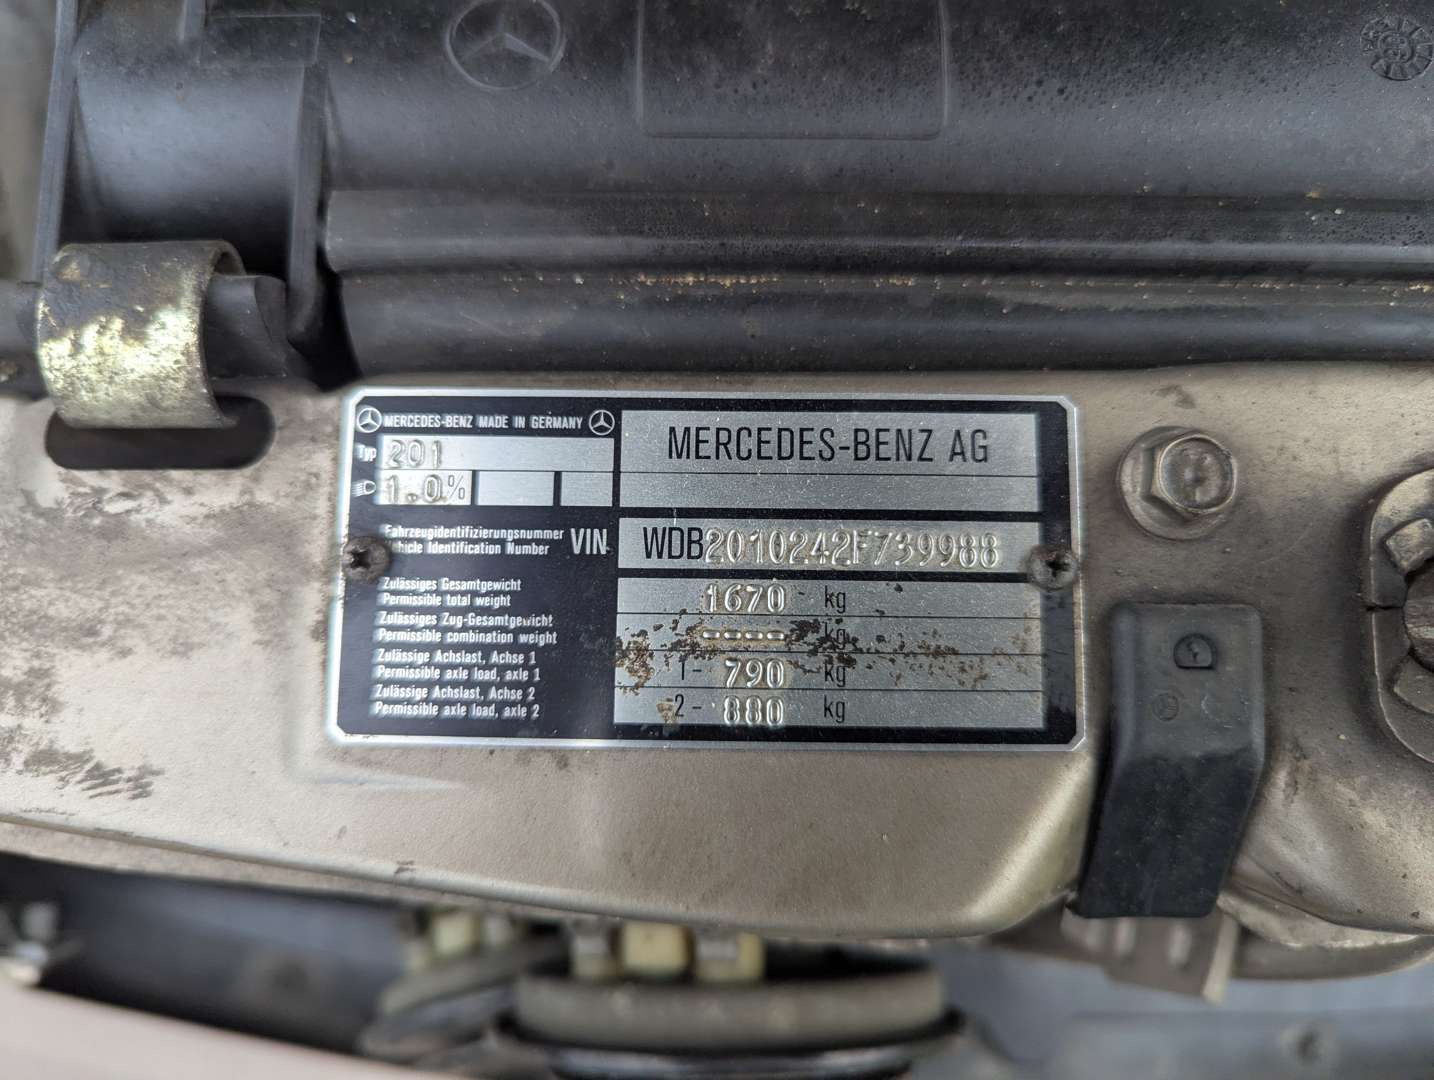 MERCEDES-BENZ MADE IN GERMANY
MERCEDES-BENZ AG
Typ 201
1.0%
Fahrzeugidentifizierungsnummer
Vehicle Identification Number
VIN
WDB2010242F739988
Zulässiges Gesamtgewicht
Permissible total weight
1670 - kg
Zulässiges Zug-Gesamtgewicht
Permissible combination weight
---- kg
Zulässige Achslast, Achse 1
Permissible axle load, axle 1
1- 790 - kg
Zulässige Achslast, Achse 2
Permissible axle load, axle 2
2- 880 kg